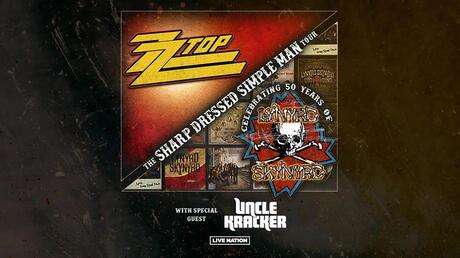 ZZ TOP
THE SHARP DRESSED SIMPLE MAN TOUR
CELEBRATING 50 YEARS OF
LYNYRD
SKYNYRD
WITH SPECIAL
GUEST
UNCLE
KRACKER
LIVE NATION